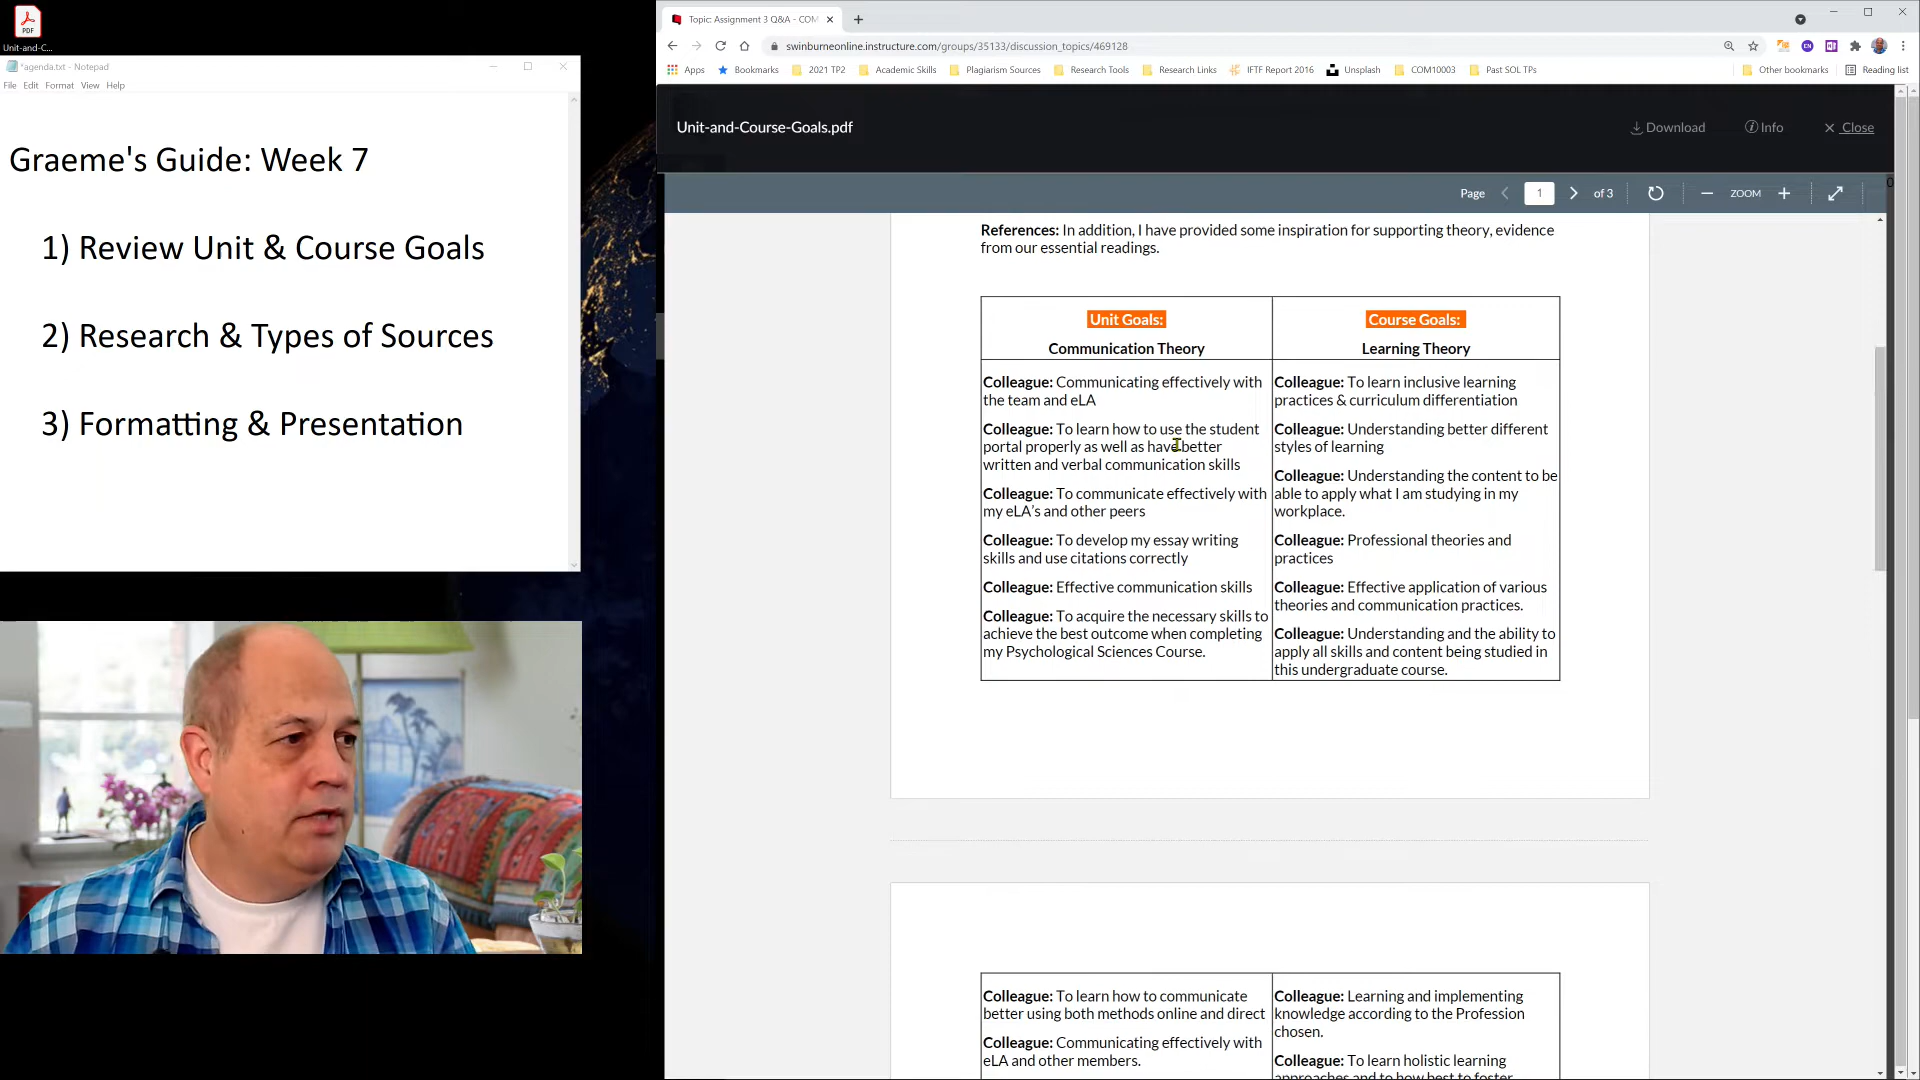 PDF
Unit-and-C...
*agenda.txt - Notepad
File Edit Format View Help
Graeme's Guide: Week 7
1) Review Unit & Course Goals
2) Research & Types of Sources
3) Formatting & Presentation
Topic: Assignment 3 Q&A - COM
swinburneonline.instructure.com/groups/35133/discussion_topics/469128
Apps Bookmarks 2021 TP2 Academic Skills Plagiarism Sources Research Tools Research Links IFTF Report 2016 Unsplash COM10003 Past SOL TPs Other bookmarks Reading list
Unit-and-Course-Goals.pdf
Download Info Close
Page 1 of 3 ZOOM
References: In addition, I have provided some inspiration for supporting theory, evidence
from our essential readings.
Unit Goals:
Communication Theory
Colleague: Communicating effectively with
the team and eLA
Colleague: To learn how to use the student
portal properly as well as have better
written and verbal communication skills
Colleague: To communicate effectively with
my eLA's and other peers
Colleague: To develop my essay writing
skills and use citations correctly
Colleague: Effective communication skills
Colleague: To acquire the necessary skills to
achieve the best outcome when completing
my Psychological Sciences Course.
Course Goals:
Learning Theory
Colleague: To learn inclusive learning
practices & curriculum differentiation
Colleague: Understanding better different
styles of learning
Colleague: Understanding the content to be
able to apply what I am studying in my
workplace.
Colleague: Professional theories and
practices
Colleague: Effective application of various
theories and communication practices.
Colleague: Understanding and the ability to
apply all skills and content being studied in
this undergraduate course.
Colleague: To learn how to communicate
better using both methods online and direct
Colleague: Communicating effectively with
eLA and other members.
Colleague: Learning and implementing
knowledge according to the Profession
chosen.
Colleague: To learn holistic learning
approaches and to how best to foster